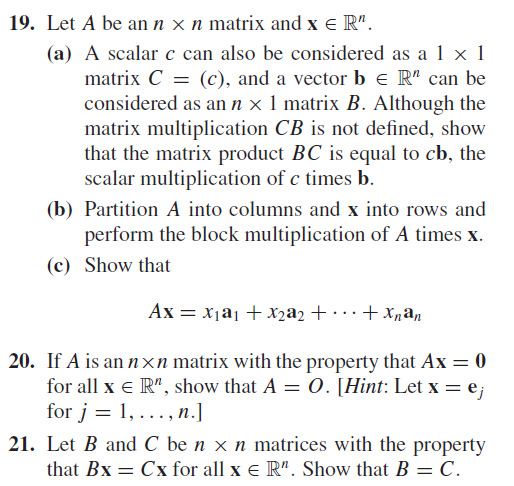 19. Let A be an n × n matrix and x ∈ ℝⁿ.
(a) A scalar c can also be considered as a 1 × 1
matrix C = (c), and a vector b ∈ ℝⁿ can be
considered as an n × 1 matrix B. Although the
matrix multiplication CB is not defined, show
that the matrix product BC is equal to cb, the
scalar multiplication of c times b.
(b) Partition A into columns and x into rows and
perform the block multiplication of A times x.
(c) Show that
Ax = x₁a₁ + x₂a₂ + ⋯ + xₙaₙ
20. If A is an n×n matrix with the property that Ax = 0
for all x ∈ ℝⁿ, show that A = O. [Hint: Let x = eⱼ
for j = 1, . . . , n.]
21. Let B and C be n × n matrices with the property
that Bx = Cx for all x ∈ ℝⁿ. Show that B = C.